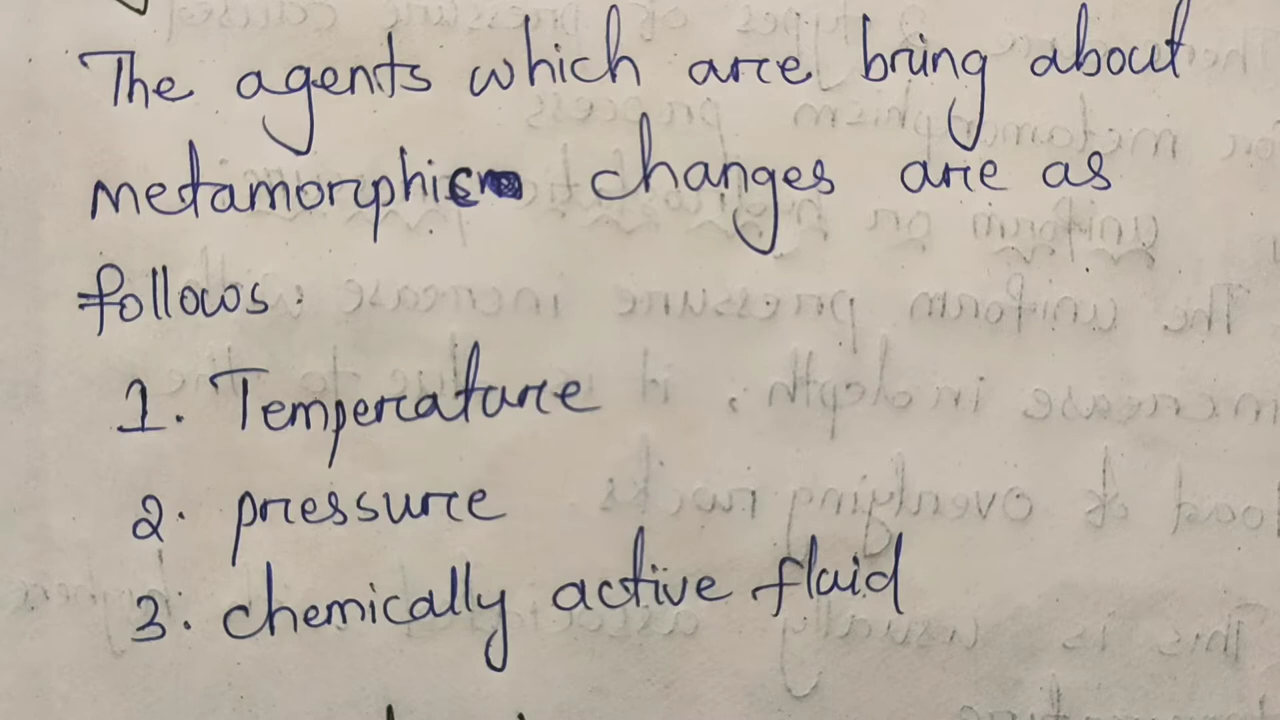 The agents which are bring about
metamorphic changes are as
follows:
1. Temperature
2. pressure
3. chemically active fluid